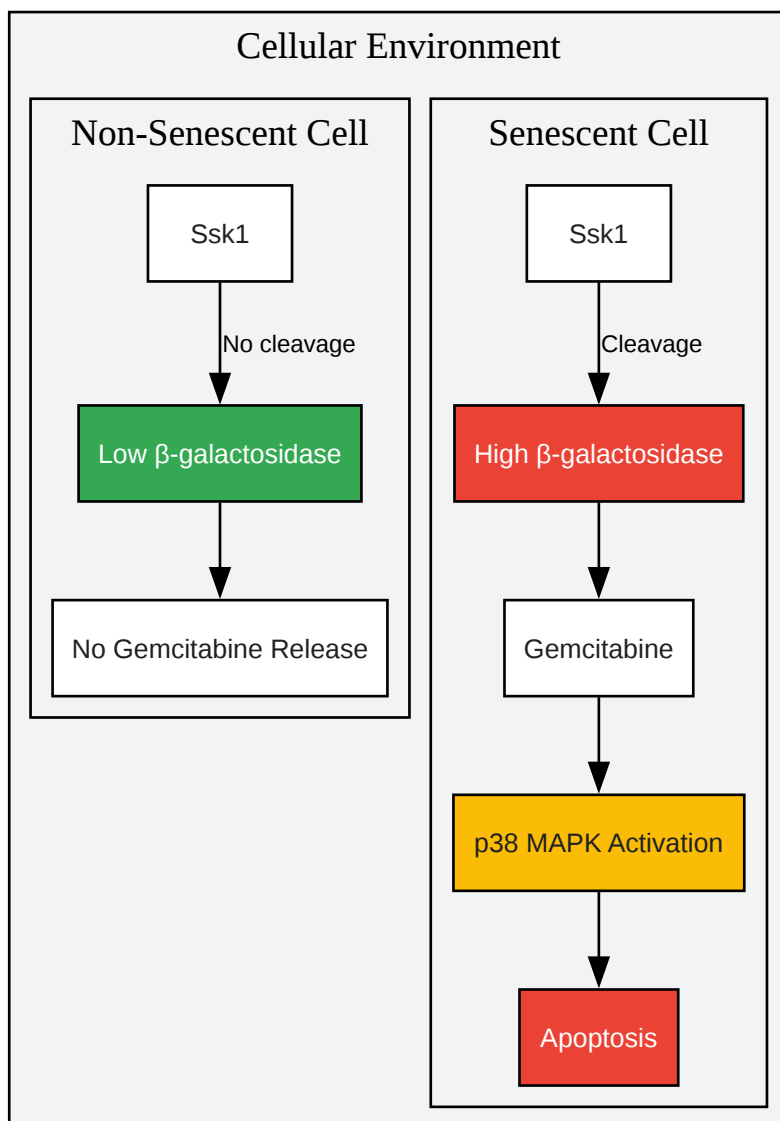 Cellular Environment
Non-Senescent Cell
Ssk1
No cleavage
Low β-galactosidase
No Gemcitabine Release
Senescent Cell
Ssk1
Cleavage
High β-galactosidase
Gemcitabine
p38 MAPK Activation
Apoptosis